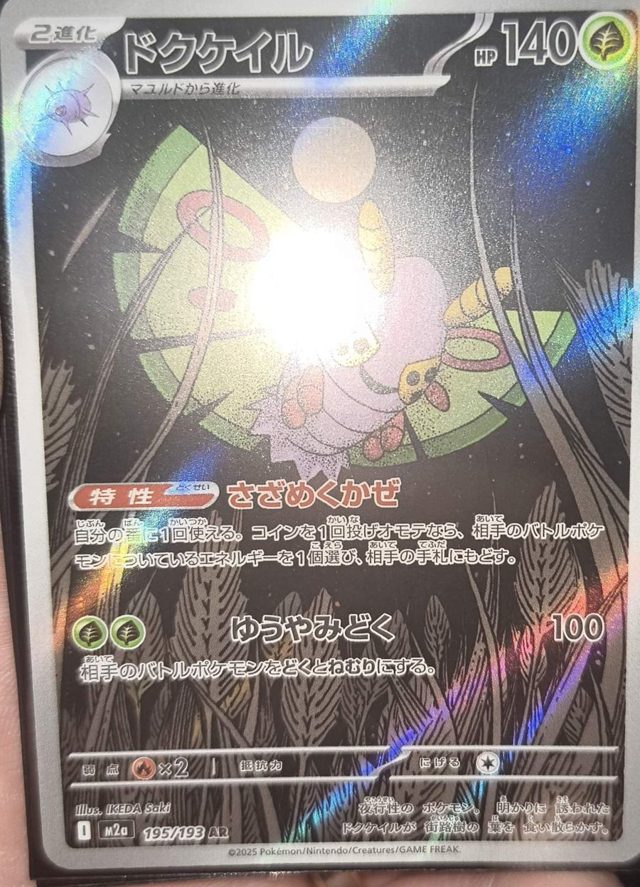 2進化
ドクケイル
HP 140
マユルドから進化
特性
とくせい
さざめくかぜ
自分の番に1回使える。コインを1回投げオモテなら、相手のバトルポケ
モンについているエネルギーを1個選び、相手の手札にもどす。
ゆうやみどく 100
相手のバトルポケモンをどくとねむりにする。
弱点 ×2 抵抗力 にげる
Illus. IKEDA Saki
夜行性の ポケモン。 明かりに 誘われた
ドクケイルが 街路樹の 葉を 食い散らかす。
I M2a 195/193 AR
©2025 Pokémon/Nintendo/Creatures/GAME FREAK.